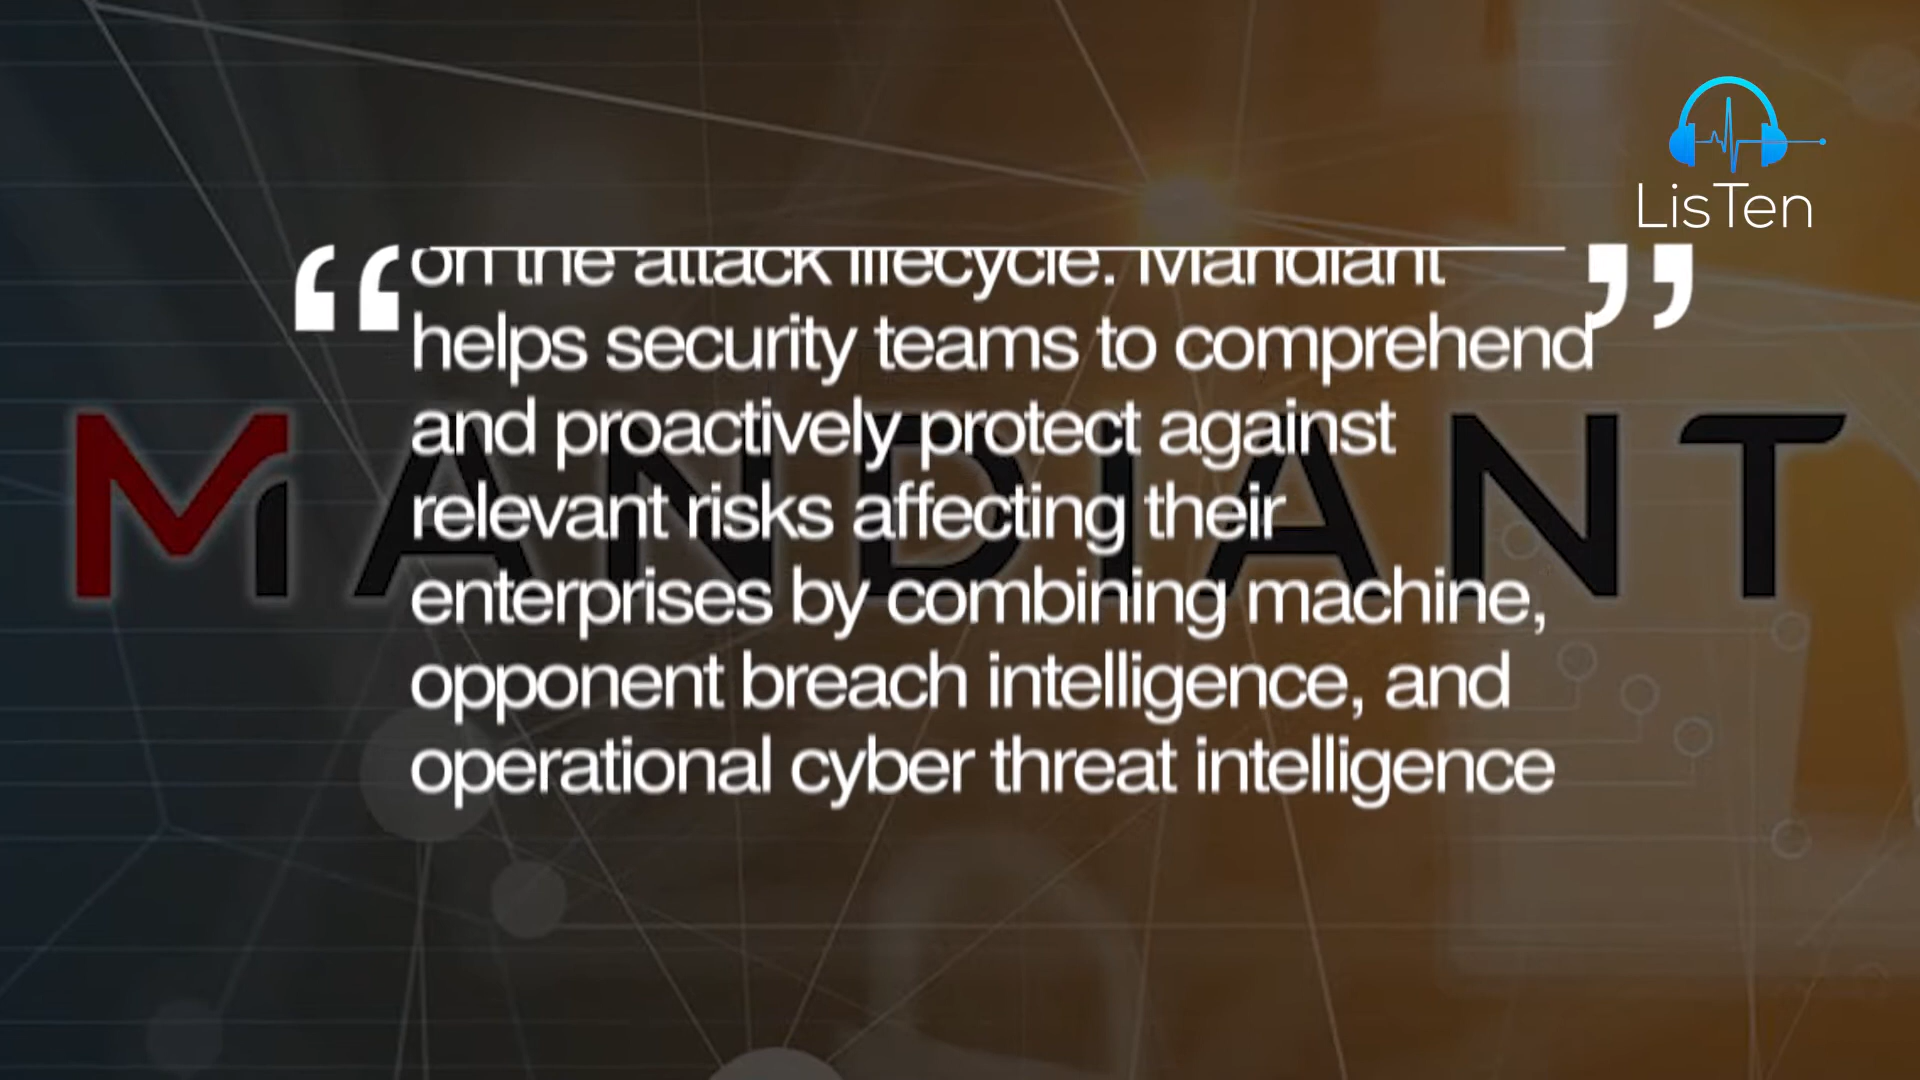 LisTen
“ ”
on the attack lifecycle. Mandiant
helps security teams to comprehend
and proactively protect against
relevant risks affecting their
enterprises by combining machine,
opponent breach intelligence, and
operational cyber threat intelligence
MANDIANT